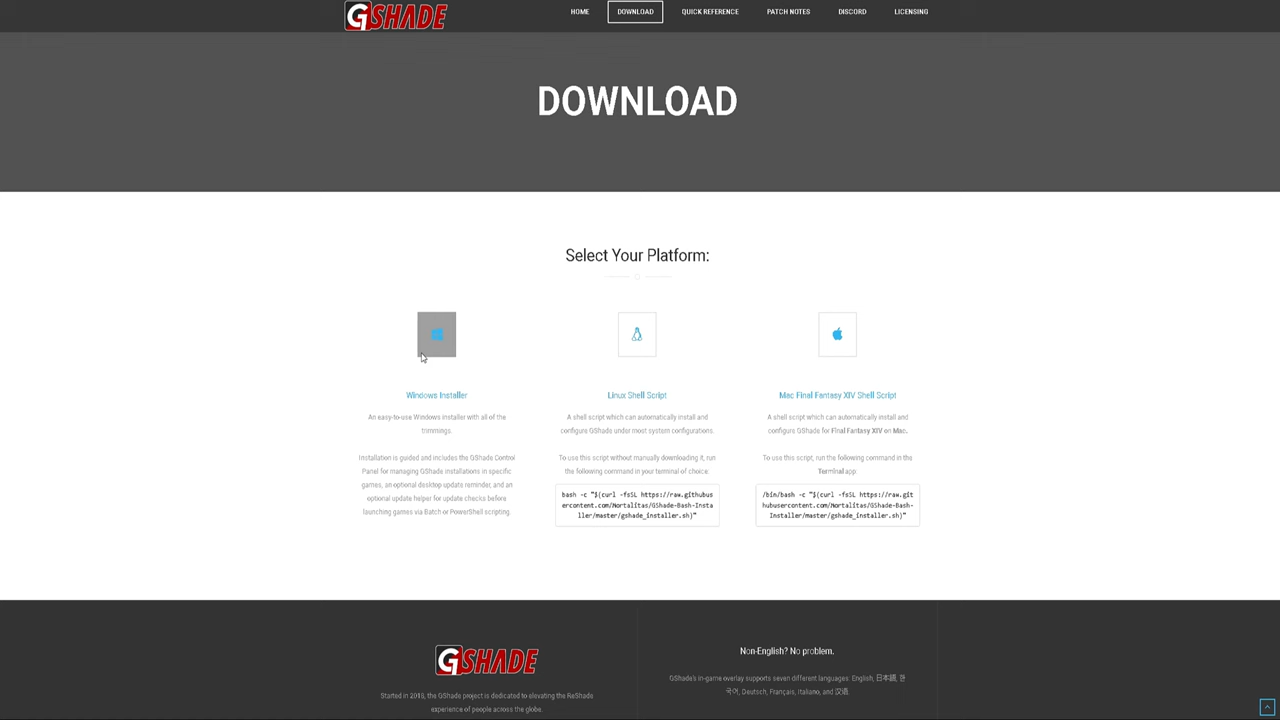 GSHADE
HOME DOWNLOAD QUICK REFERENCE PATCH NOTES DISCORD LICENSING
DOWNLOAD
Select Your Platform:
Windows Installer
An easy-to-use Windows installer with all of the
trimmings.
Installation is guided and includes the GShade Control
Panel for managing GShade installations in specific
games, an optional desktop update reminder, and an
optional update helper for update checks before
launching games via Batch or PowerShell scripting.
Linux Shell Script
A shell script which can automatically install and
configure GShade under most system configurations.
To use this script without manually downloading it, run
the following command in your terminal of choice:
bash -c "$(curl -fsSL https://raw.githubus
ercontent.com/Mortalitas/GShade-Bash-Insta
ller/master/gshade_installer.sh)"
Mac Final Fantasy XIV Shell Script
A shell script which can automatically install and
configure GShade for Final Fantasy XIV on Mac.
To use this script, run the following command in the
Terminal app:
/bin/bash -c "$(curl -fsSL https://raw.git
hubusercontent.com/Mortalitas/GShade-Bash-
Installer/master/gshade_installer.sh)"
GSHADE
Started in 2018, the GShade project is dedicated to elevating the ReShade
experience of people across the globe.
Non-English? No problem.
GShade's in-game overlay supports seven different languages: English, 日本語, 한
국어, Deutsch, Français, Italiano, and 汉语.